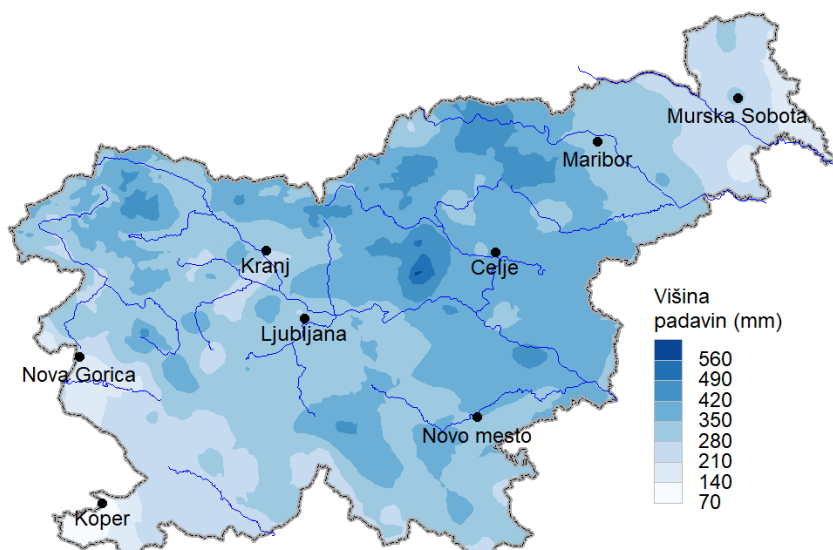 Murska Sobota
Maribor
Kranj
Celje
Ljubljana
Nova Gorica
Novo mesto
Koper
Višina
padavin (mm)
560
490
420
350
280
210
140
70